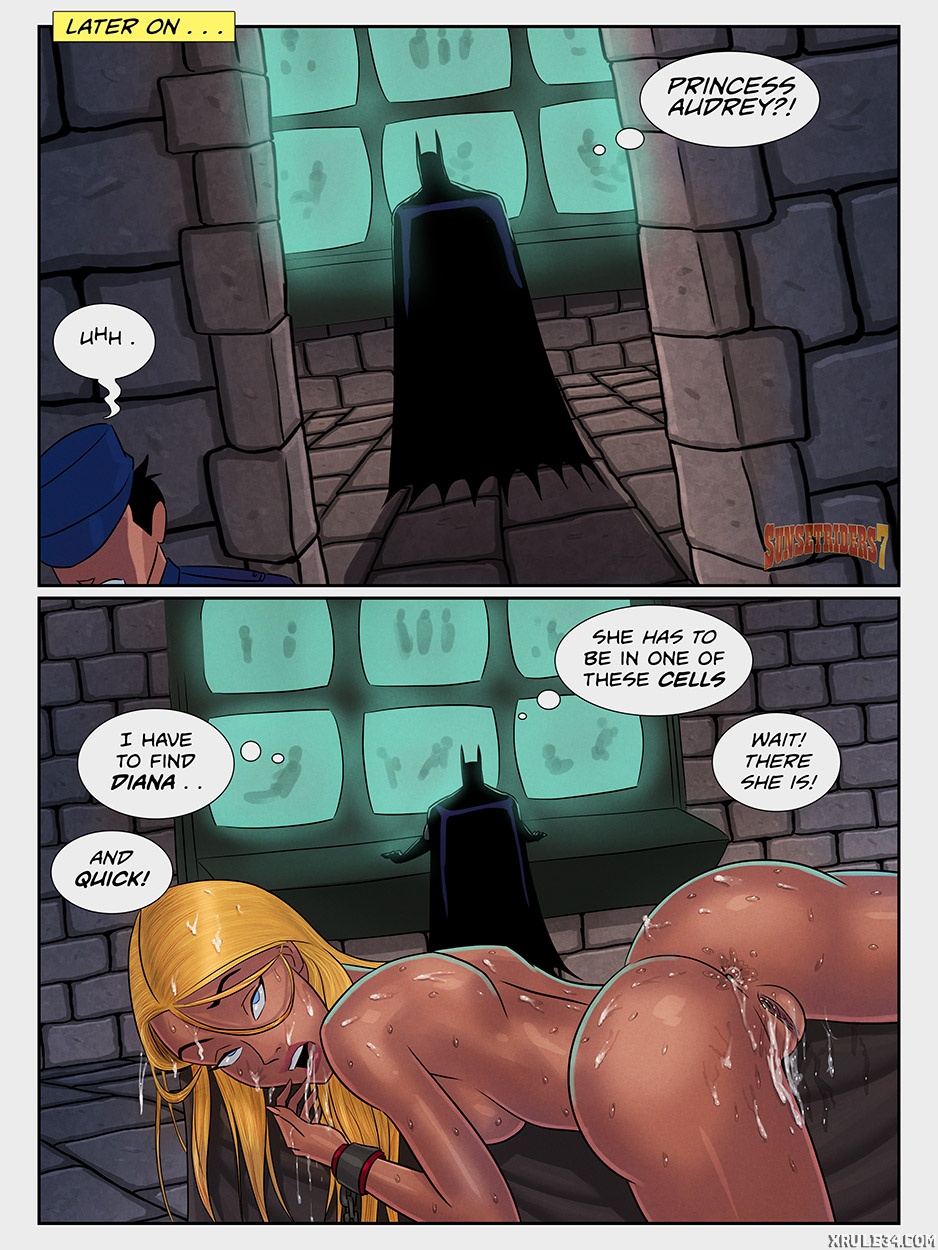 LATER ON . . .
PRINCESS
AUDREY?!
UHH .
SUNSETRIDERS7
SHE HAS TO
BE IN ONE OF
THESE CELLS
I HAVE
TO FIND
DIANA . .
WAIT!
THERE
SHE IS!
AND
QUICK!
XRULE34.COM